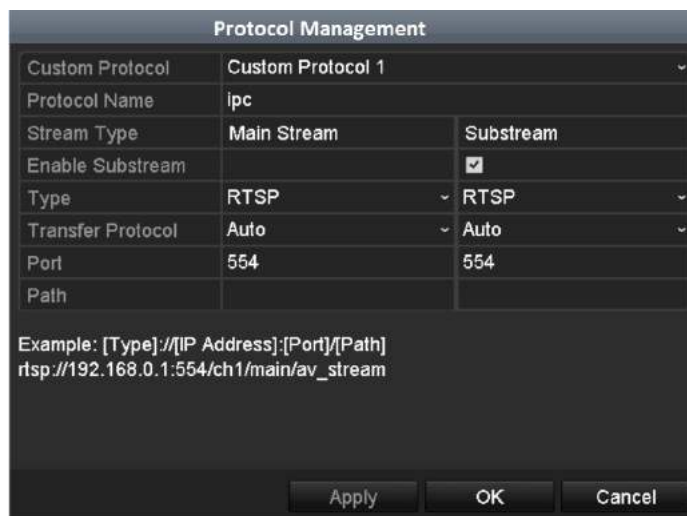 Protocol Management
Custom Protocol Custom Protocol 1
Protocol Name ipc
Stream Type Main Stream Substream
Enable Substream
Type RTSP RTSP
Transfer Protocol Auto Auto
Port 554 554
Path
Example: [Type]://[IP Address]:[Port]/[Path]
rtsp://192.168.0.1:554/ch1/main/av_stream
Apply OK Cancel